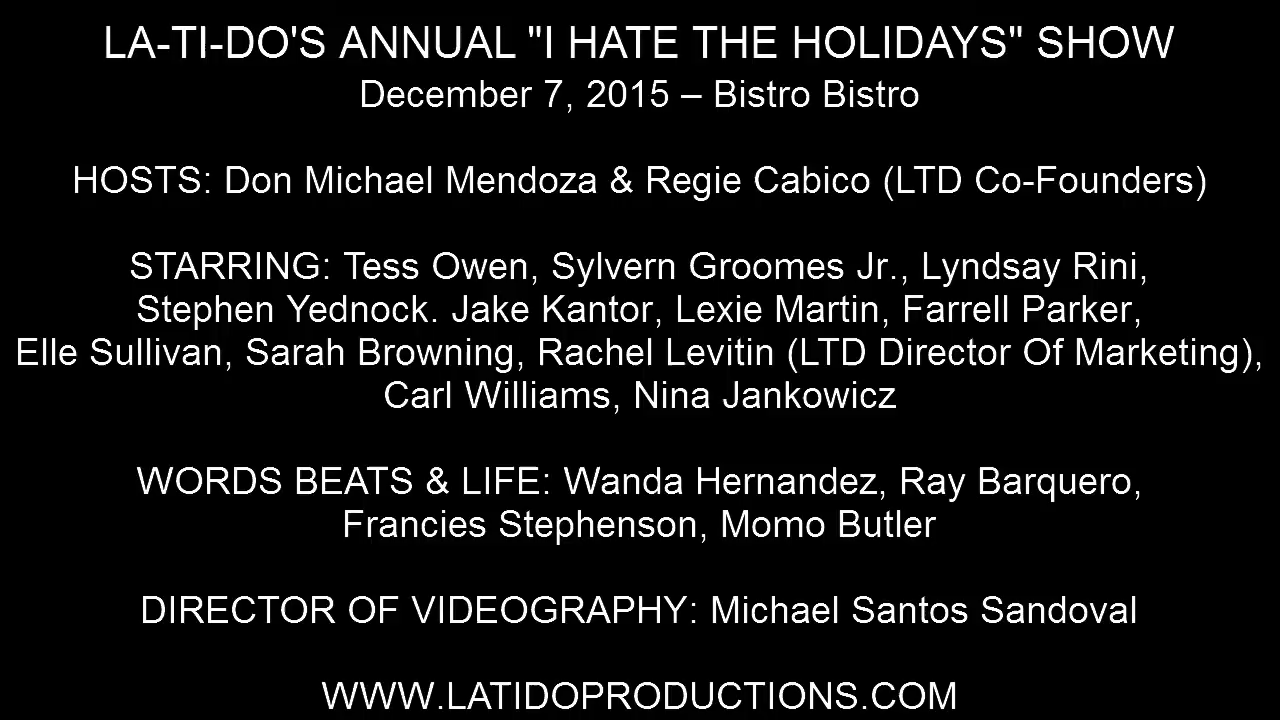 LA-TI-DO'S ANNUAL "I HATE THE HOLIDAYS" SHOW
December 7, 2015 – Bistro Bistro
HOSTS: Don Michael Mendoza & Regie Cabico (LTD Co-Founders)
STARRING: Tess Owen, Sylvern Groomes Jr., Lyndsay Rini,
Stephen Yednock. Jake Kantor, Lexie Martin, Farrell Parker,
Elle Sullivan, Sarah Browning, Rachel Levitin (LTD Director Of Marketing),
Carl Williams, Nina Jankowicz
WORDS BEATS & LIFE: Wanda Hernandez, Ray Barquero,
Francies Stephenson, Momo Butler
DIRECTOR OF VIDEOGRAPHY: Michael Santos Sandoval
WWW.LATIDOPRODUCTIONS.COM